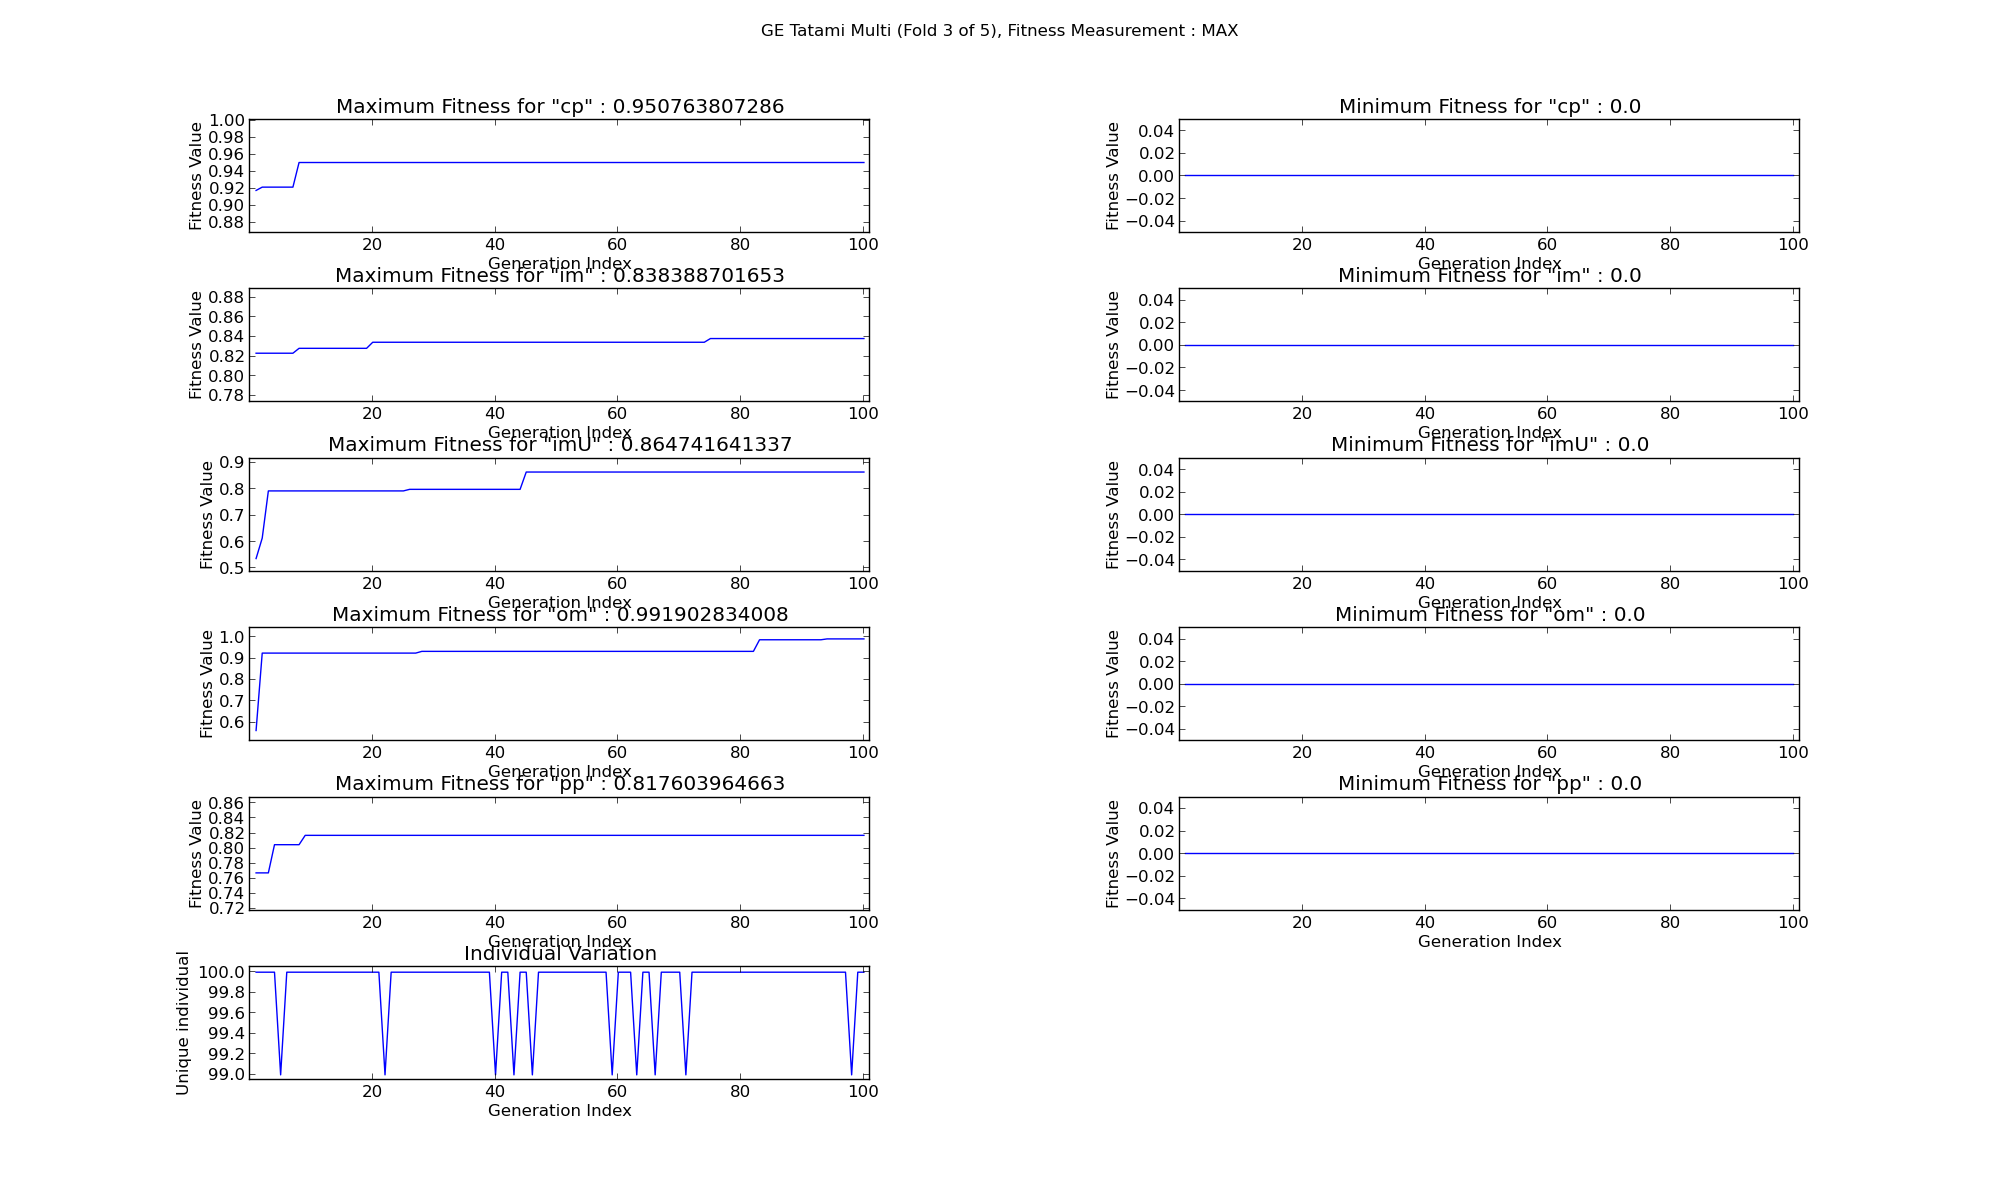 GE Tatami Multi (Fold 3 of 5), Fitness Measurement : MAX
Maximum Fitness for "cp" : 0.950763807286
Fitness Value
1.00
0.98
0.96
0.94
0.92
0.90
0.88
20 40 60 80 100
Generation Index
Minimum Fitness for "cp" : 0.0
Fitness Value
0.04
0.02
0.00
−0.02
−0.04
20 40 60 80 100
Generation Index
Maximum Fitness for "im" : 0.838388701653
Fitness Value
0.88
0.86
0.84
0.82
0.80
0.78
20 40 60 80 100
Generation Index
Minimum Fitness for "im" : 0.0
Fitness Value
0.04
0.02
0.00
−0.02
−0.04
20 40 60 80 100
Generation Index
Maximum Fitness for "imU" : 0.864741641337
Fitness Value
0.9
0.8
0.7
0.6
0.5
20 40 60 80 100
Generation Index
Minimum Fitness for "imU" : 0.0
Fitness Value
0.04
0.02
0.00
−0.02
−0.04
20 40 60 80 100
Generation Index
Maximum Fitness for "om" : 0.991902834008
Fitness Value
1.0
0.9
0.8
0.7
0.6
20 40 60 80 100
Generation Index
Minimum Fitness for "om" : 0.0
Fitness Value
0.04
0.02
0.00
−0.02
−0.04
20 40 60 80 100
Generation Index
Maximum Fitness for "pp" : 0.817603964663
Fitness Value
0.86
0.84
0.82
0.80
0.78
0.76
0.74
0.72
20 40 60 80 100
Generation Index
Minimum Fitness for "pp" : 0.0
Fitness Value
0.04
0.02
0.00
−0.02
−0.04
20 40 60 80 100
Generation Index
Individual Variation
Unique individual
100.0
99.8
99.6
99.4
99.2
99.0
20 40 60 80 100
Generation Index